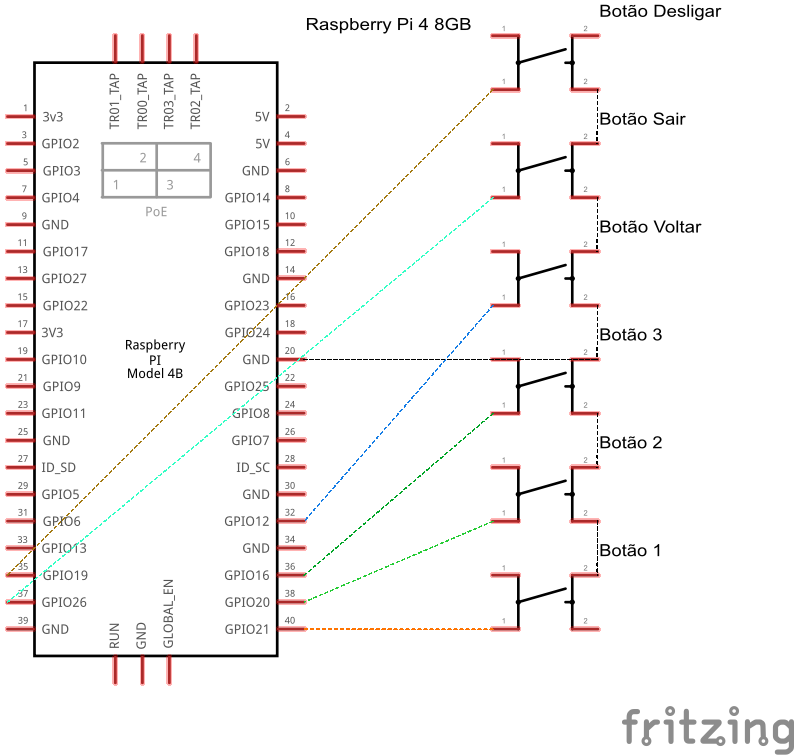 Raspberry Pi 4 8GB
TR01_TAP
TR00_TAP
TR03_TAP
TR02_TAP
2 4
1 3
PoE
1 3v3
3 GPIO2
5 GPIO3
7 GPIO4
9 GND
11 GPIO17
13 GPIO27
15 GPIO22
17 3V3
19 GPIO10
21 GPIO9
23 GPIO11
25 GND
27 ID_SD
29 GPIO5
31 GPIO6
33 GPIO13
35 GPIO19
37 GPIO26
39 GND
Raspberry
PI
Model 4B
5V 2
5V 4
GND 6
GPIO14 8
GPIO15 10
GPIO18 12
GND 14
GPIO23 16
GPIO24 18
GND 20
GPIO25 22
GPIO8 24
GPIO7 26
ID_SC 28
GND 30
GPIO12 32
GND 34
GPIO16 36
GPIO20 38
GPIO21 40
RUN
GND
GLOBAL_EN
Botão Desligar
1 2
1 2
Botão Sair
1 2
1 2
Botão Voltar
1 2
1 2
Botão 3
1 2
1 2
Botão 2
1 2
1 2
Botão 1
1 2
1 2
fritzing